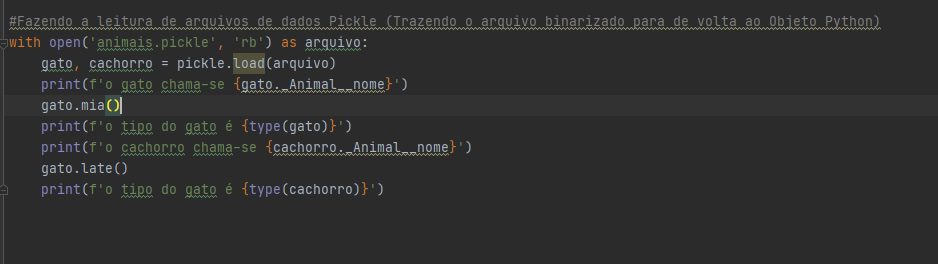 #Fazendo a leitura de arquivos de dados Pickle (Trazendo o arquivo binarizado para de volta ao Objeto Python)
with open('animais.pickle', 'rb') as arquivo:
    gato, cachorro = pickle.load(arquivo)
    print(f'o gato chama-se {gato._Animal__nome}')
    gato.mia()
    print(f'o tipo do gato é {type(gato)}')
    print(f'o cachorro chama-se {cachorro._Animal__nome}')
    gato.late()
    print(f'o tipo do gato é {type(cachorro)}')